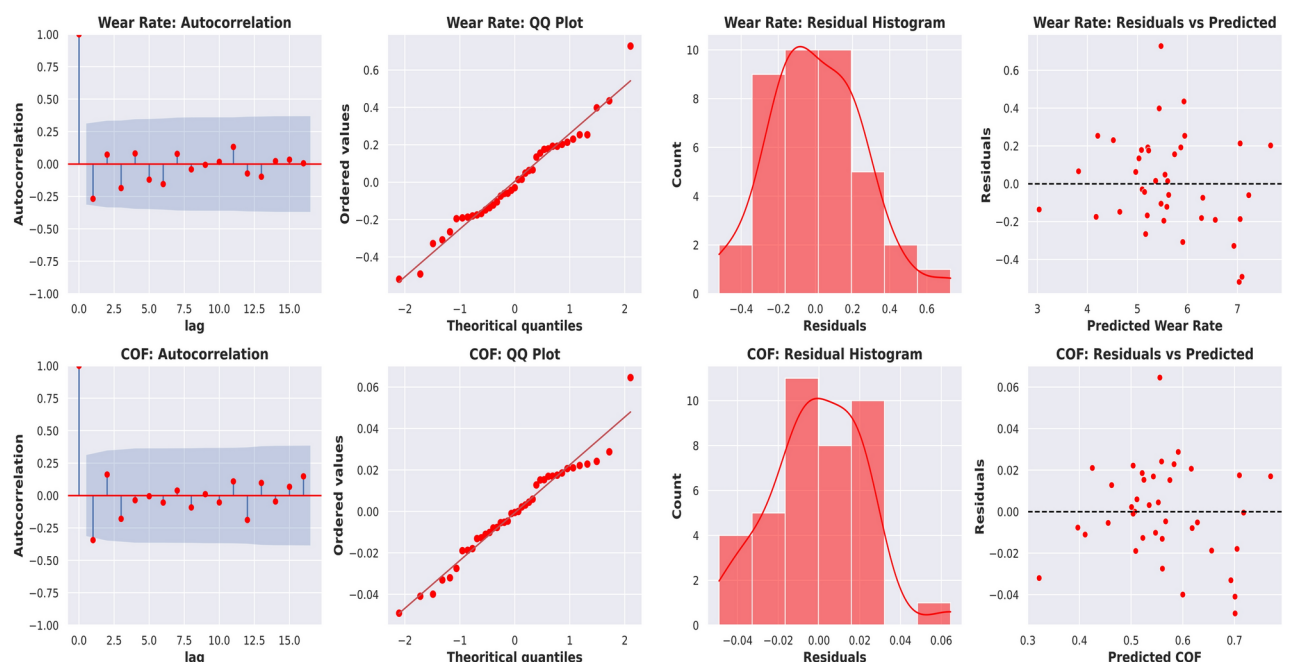 Wear Rate: Autocorrelation
Wear Rate: QQ Plot
Wear Rate: Residual Histogram
Wear Rate: Residuals vs Predicted
1.00
0.75
0.50
0.25
0.00
−0.25
−0.50
−0.75
−1.00
Autocorrelation
0.0 2.5 5.0 7.5 10.0 12.5 15.0
lag
0.6
0.4
0.2
0.0
−0.2
−0.4
Ordered values
−2 −1 0 1 2
Theoritical quantiles
10
8
6
4
2
0
Count
−0.4 −0.2 0.0 0.2 0.4 0.6
Residuals
0.6
0.4
0.2
0.0
−0.2
−0.4
Residuals
3 4 5 6 7
Predicted Wear Rate
COF: Autocorrelation
COF: QQ Plot
COF: Residual Histogram
COF: Residuals vs Predicted
1.00
0.75
0.50
0.25
0.00
−0.25
−0.50
−0.75
−1.00
Autocorrelation
0.0 2.5 5.0 7.5 10.0 12.5 15.0
lag
0.06
0.04
0.02
0.00
−0.02
−0.04
Ordered values
−2 −1 0 1 2
Theoritical quantiles
10
8
6
4
2
0
Count
−0.04 −0.02 0.00 0.02 0.04 0.06
Residuals
0.06
0.04
0.02
0.00
−0.02
−0.04
Residuals
0.3 0.4 0.5 0.6 0.7
Predicted COF